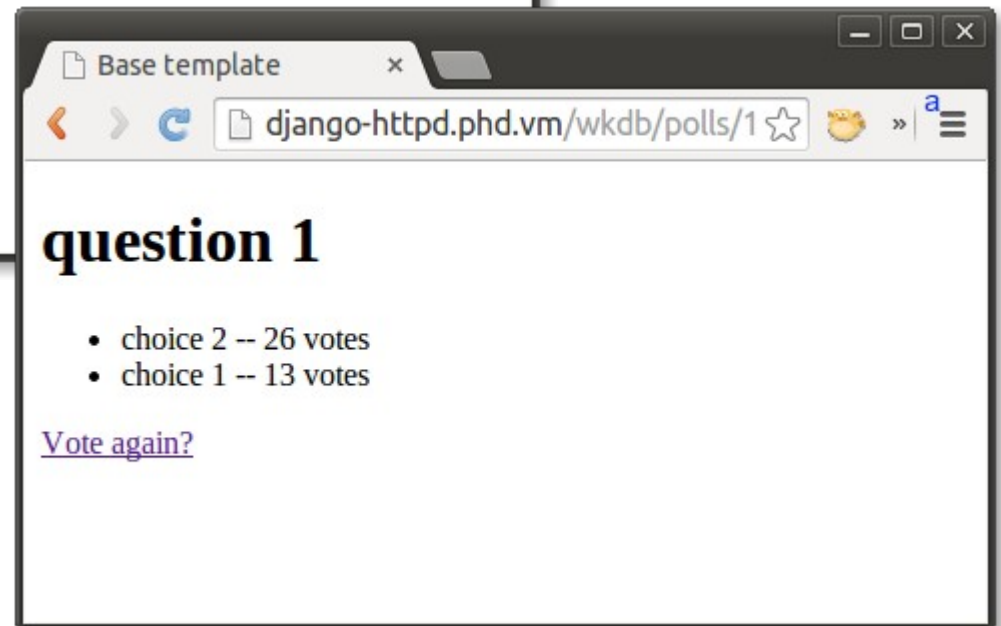 Base template
django-httpd.phd.vm/wkdb/polls/1
a
question 1
• choice 2 -- 26 votes
• choice 1 -- 13 votes
Vote again?